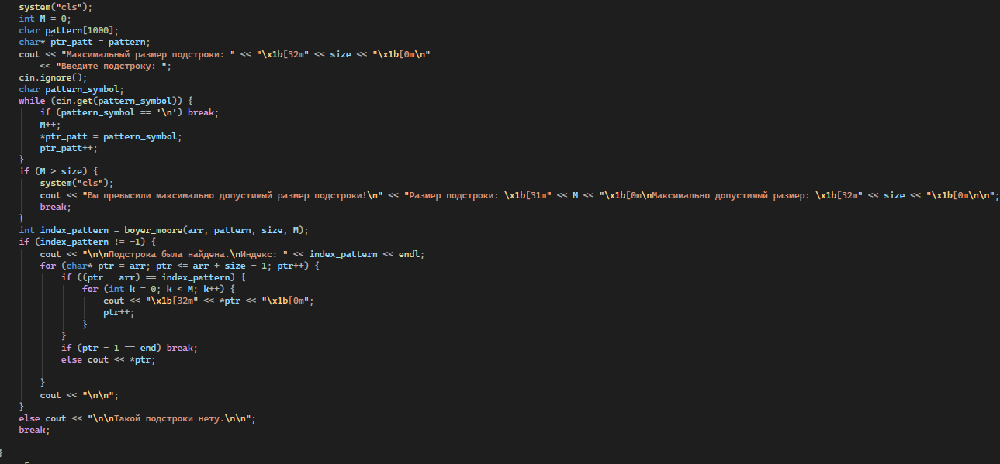 system("cls");
int M = 0;
char pattern[1000];
char* ptr_patt = pattern;
cout << "Максимальный размер подстроки: " << "\x1b[32m" << size << "\x1b[0m\n"
<< "Введите подстроку: ";
cin.ignore();
char pattern_symbol;
while (cin.get(pattern_symbol)) {
if (pattern_symbol == '\n') break;
M++;
*ptr_patt = pattern_symbol;
ptr_patt++;
}
if (M > size) {
system("cls");
cout << "Вы превысили максимально допустимый размер подстроки!\n" << "Размер подстроки: \x1b[31m" << M << "\x1b[0m\nМаксимально допустимый размер: \x1b[32m" << size << "\x1b[0m\n\n";
break;
}
int index_pattern = boyer_moore(arr, pattern, size, M);
if (index_pattern != -1) {
cout << "\n\nПодстрока была найдена.\nИндекс: " << index_pattern << endl;
for (char* ptr = arr; ptr <= arr + size - 1; ptr++) {
if ((ptr - arr) == index_pattern) {
for (int k = 0; k < M; k++) {
cout << "\x1b[32m" << *ptr << "\x1b[0m";
ptr++;
}
}
if (ptr - 1 == end) break;
else cout << *ptr;
}
cout << "\n\n";
}
else cout << "\n\nТакой подстроки нету.\n\n";
break;
}